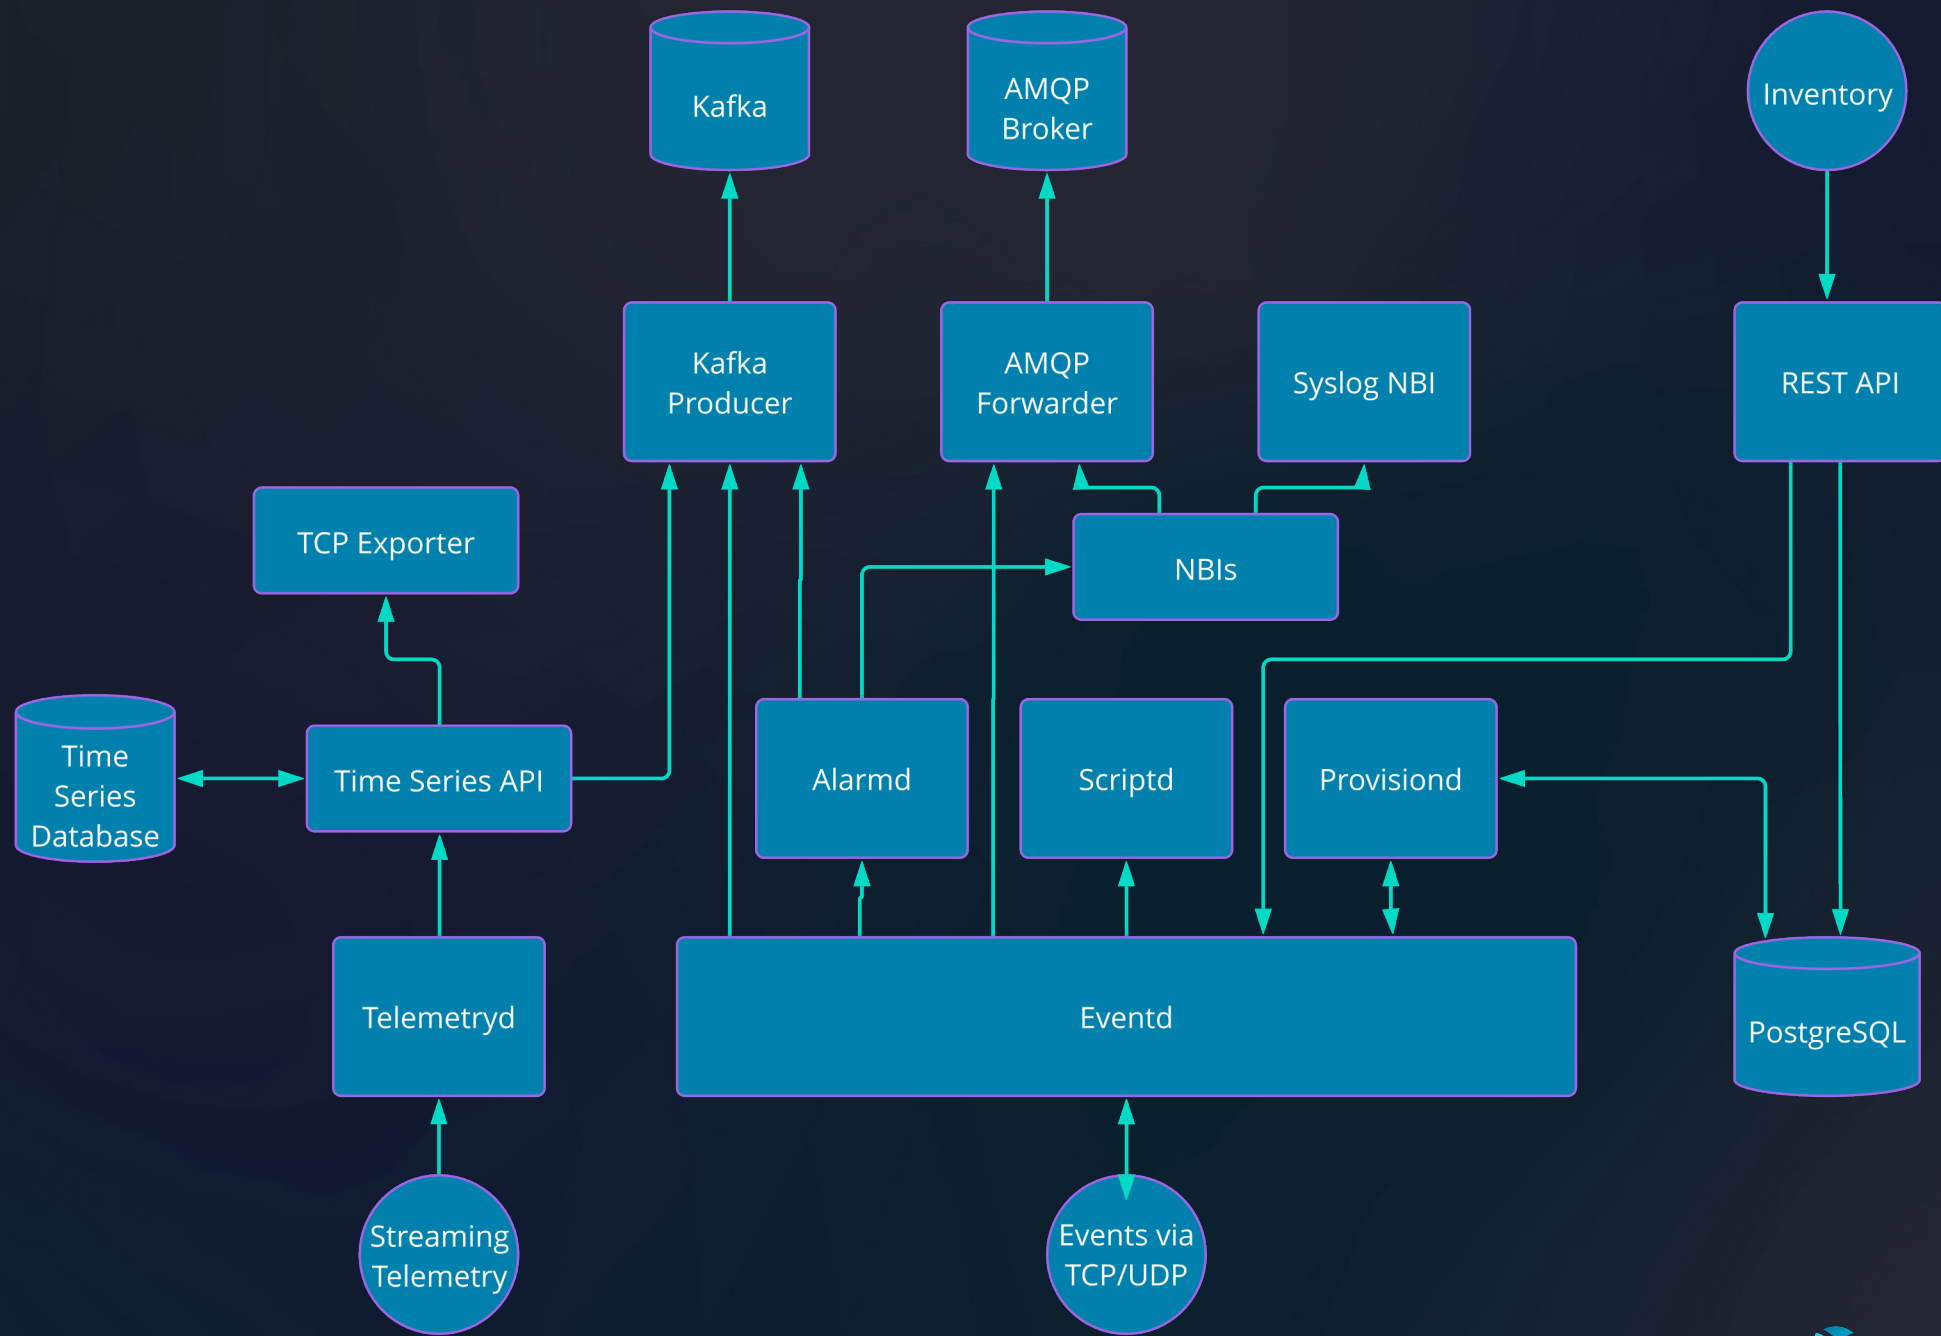 Kafka
AMQP
Broker
Inventory
Kafka
Producer
AMQP
Forwarder
Syslog NBI
REST API
TCP Exporter
NBIs
Time
Series
Database
Time Series API
Alarmd
Scriptd
Provisiond
Telemetryd
Eventd
PostgreSQL
Streaming
Telemetry
Events via
TCP/UDP